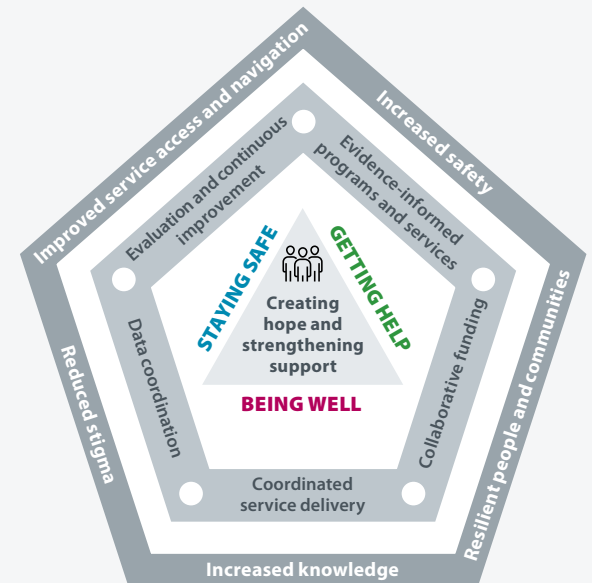 Improved service access and navigation
Increased safety
Evaluation and continuous
improvement
Evidence-informed
programs and services
STAYING SAFE
GETTING HELP
Creating
hope and
strengthening
support
BEING WELL
Data coordination
Collaborative funding
Coordinated
service delivery
Reduced stigma
Resilient people and communities
Increased knowledge